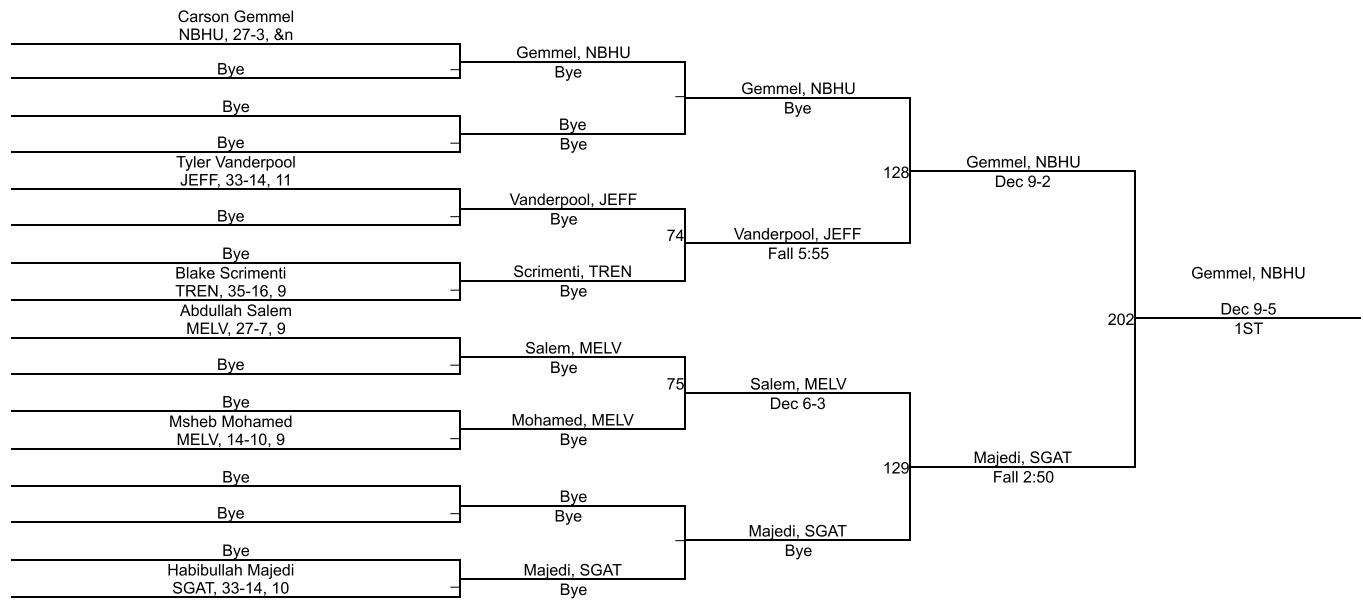 Carson Gemmel
NBHU, 27-3, &n
Bye
Bye
Bye
Tyler Vanderpool
JEFF, 33-14, 11
Bye
Bye
Blake Scrimenti
TREN, 35-16, 9
Abdullah Salem
MELV, 27-7, 9
Bye
Bye
Msheb Mohamed
MELV, 14-10, 9
Bye
Bye
Bye
Habibullah Majedi
SGAT, 33-14, 10
Gemmel, NBHU
Bye
Bye
Bye
Vanderpool, JEFF
Bye
74
Scrimenti, TREN
Bye
Salem, MELV
Bye
75
Mohamed, MELV
Bye
Bye
Bye
Majedi, SGAT
Bye
Gemmel, NBHU
Bye
128
Vanderpool, JEFF
Fall 5:55
Salem, MELV
Dec 6-3
129
Majedi, SGAT
Bye
Gemmel, NBHU
Dec 9-2
202
Majedi, SGAT
Fall 2:50
Gemmel, NBHU
Dec 9-5
1ST